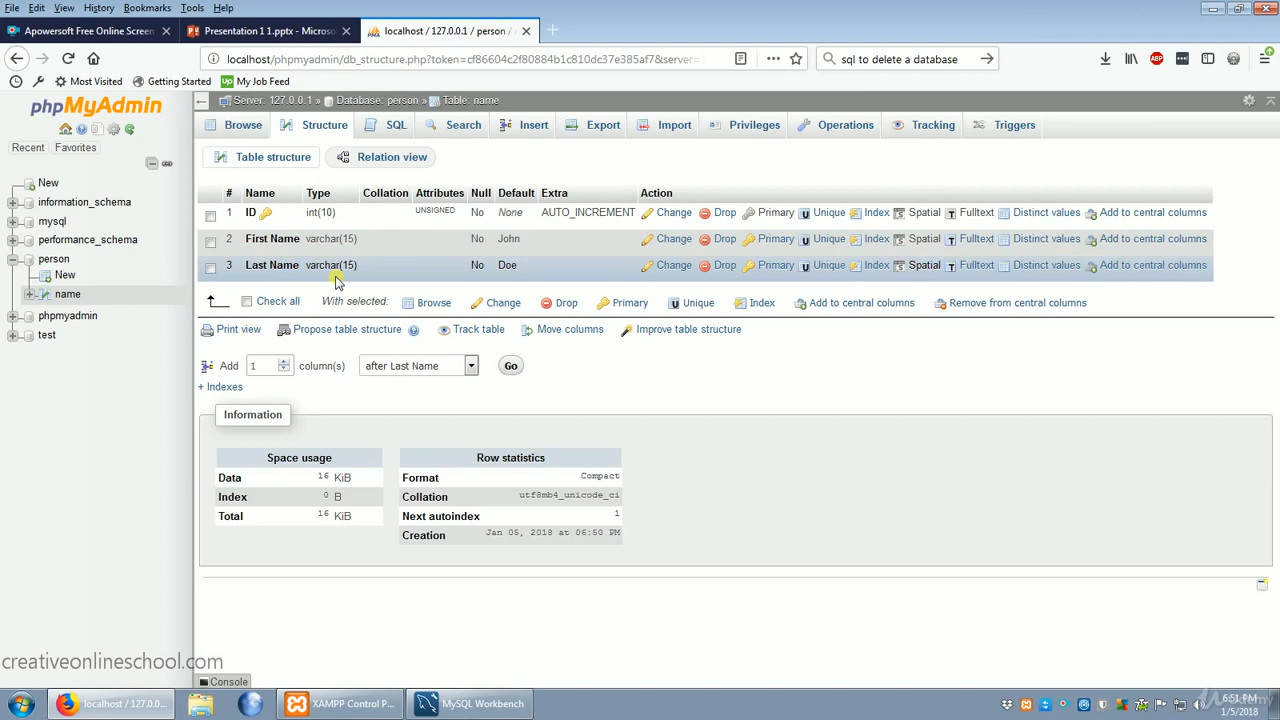 File Edit View History Bookmarks Tools Help
Apowersoft Free Online Screen Presentation 1 1.pptx - Microso localhost / 127.0.0.1 / person /
localhost/phpmyadmin/db_structure.php?token=cf86604c2f80884b1c810dc37e385af7&server= sql to delete a database
Most Visited Getting Started Up My Job Feed
phpMyAdmin
Recent Favorites
New
information_schema
mysql
performance_schema
person
New
name
phpmyadmin
test
Server: 127.0.0.1 » Database: person » Table: name
Browse Structure SQL Search Insert Export Import Privileges Operations Tracking Triggers
Table structure Relation view
# Name Type Collation Attributes Null Default Extra Action
1 ID int(10) UNSIGNED No None AUTO_INCREMENT Change Drop Primary Unique Index Spatial Fulltext Distinct values Add to central columns
2 First Name varchar(15) No John Change Drop Primary Unique Index Spatial Fulltext Distinct values Add to central columns
3 Last Name varchar(15) No Doe Change Drop Primary Unique Index Spatial Fulltext Distinct values Add to central columns
Check all With selected: Browse Change Drop Primary Unique Index Add to central columns Remove from central columns
Print view Propose table structure Track table Move columns Improve table structure
Add 1 column(s) after Last Name Go
+ Indexes
Information
Space usage
Data 16 KiB
Index 0 B
Total 16 KiB
Row statistics
Format Compact
Collation utf8mb4_unicode_ci
Next autoindex 1
Creation Jan 05, 2018 at 06:50 PM
creativeonlineschool.com
Console
localhost / 127.0.0... XAMPP Control P... MySQL Workbench
6:51 PM
1/5/2018
Udemy